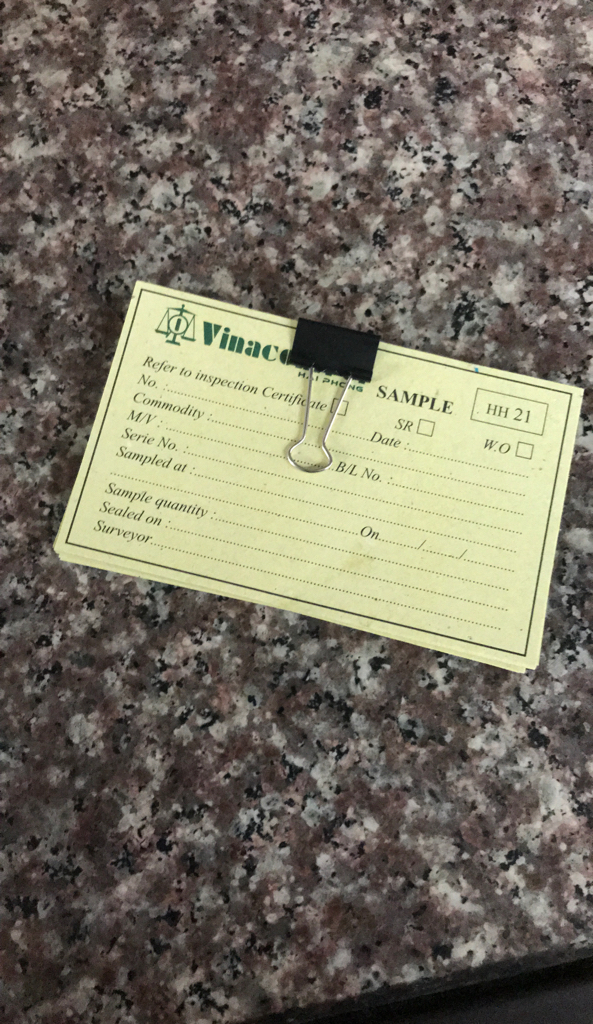 HAI PHONG
SAMPLE
HH 21
Refer to inspection Certificate
SR
W.O
No. :
Date :
Commodity :
M/V :
B/L No. :
Serie No. :
Sampled at :
On......./......../..........
Sample quantity :
Sealed on :
Surveyor